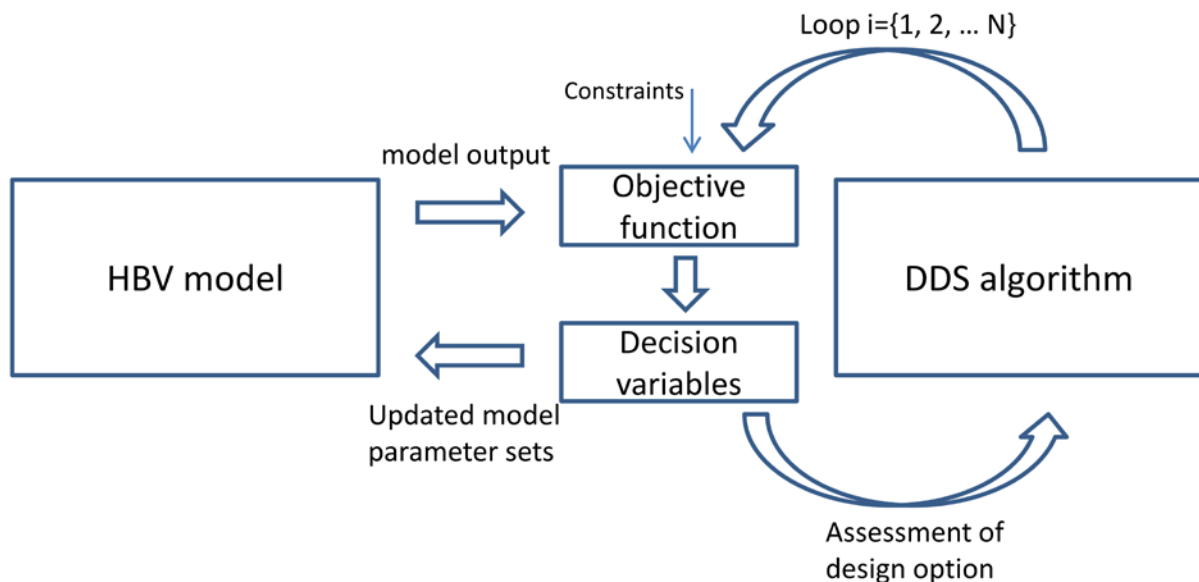 Loop i={1, 2, ... N}
Constraints
model output
Objective
function
HBV model
DDS algorithm
Decision
variables
Updated model
parameter sets
Assessment of
design option